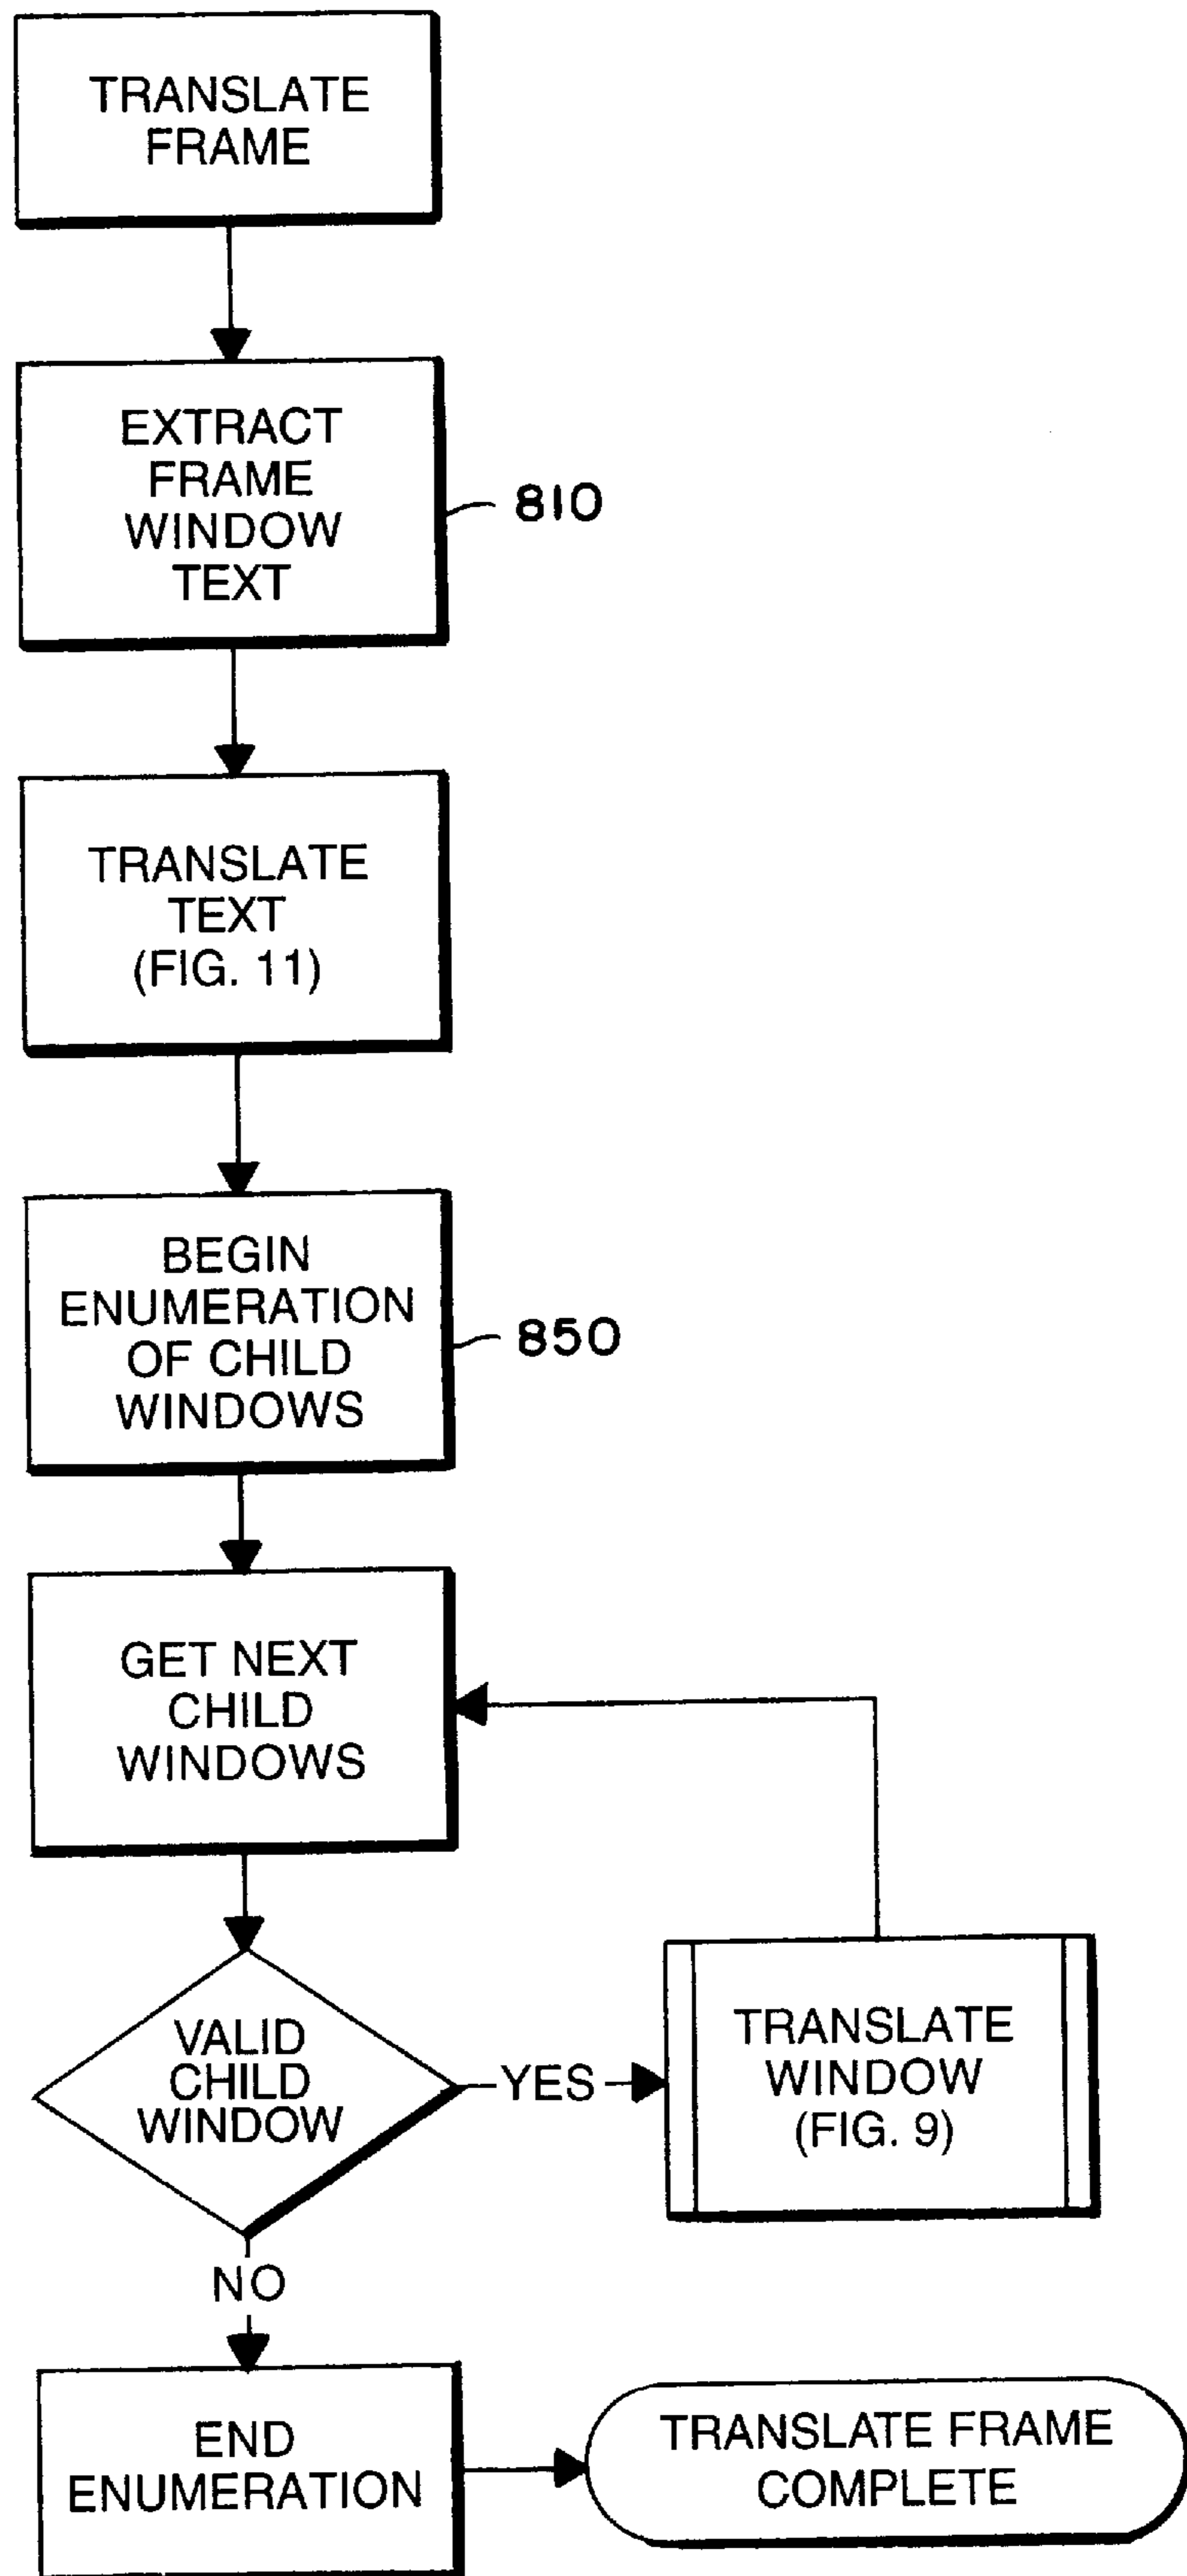 TRANSLATE
FRAME
EXTRACT
FRAME
WINDOW
TEXT
810
TRANSLATE
TEXT
(FIG. 11)
BEGIN
ENUMERATION
OF CHILD
WINDOWS
850
GET NEXT
CHILD
WINDOWS
VALID
CHILD
WINDOW
YES
TRANSLATE
WINDOW
(FIG. 9)
NO
END
ENUMERATION
TRANSLATE FRAME
COMPLETE